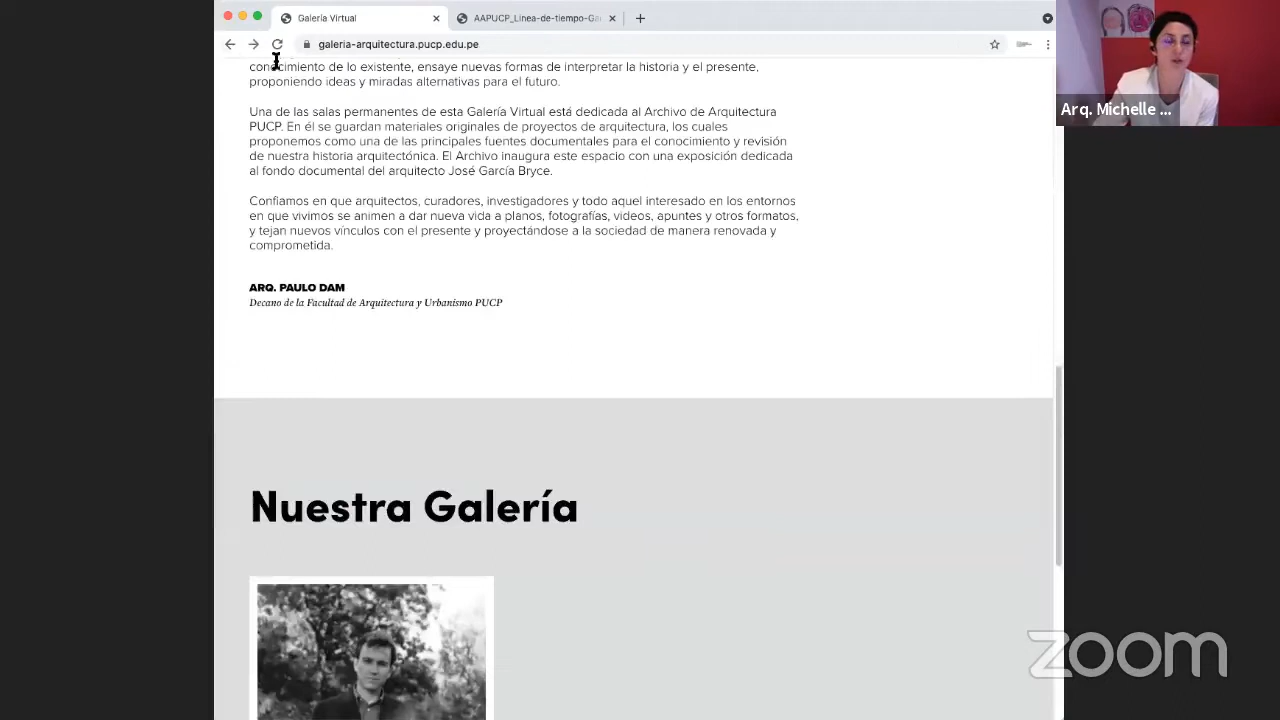 Galería Virtual
AAPUCP_Linea-de-tiempo-Ga
galeria-arquitectura.pucp.edu.pe
conocimiento de lo existente, ensaye nuevas formas de interpretar la historia y el presente,
proponiendo ideas y miradas alternativas para el futuro.
Una de las salas permanentes de esta Galería Virtual está dedicada al Archivo de Arquitectura
PUCP. En él se guardan materiales originales de proyectos de arquitectura, los cuales
proponemos como una de las principales fuentes documentales para el conocimiento y revisión
de nuestra historia arquitectónica. El Archivo inaugura este espacio con una exposición dedicada
al fondo documental del arquitecto José García Bryce.
Confiamos en que arquitectos, curadores, investigadores y todo aquel interesado en los entornos
en que vivimos se animen a dar nueva vida a planos, fotografías, videos, apuntes y otros formatos,
y tejan nuevos vínculos con el presente y proyectándose a la sociedad de manera renovada y
comprometida.
ARQ. PAULO DAM
Decano de la Facultad de Arquitectura y Urbanismo PUCP
Nuestra Galería
Arq. Michelle ...
zoom